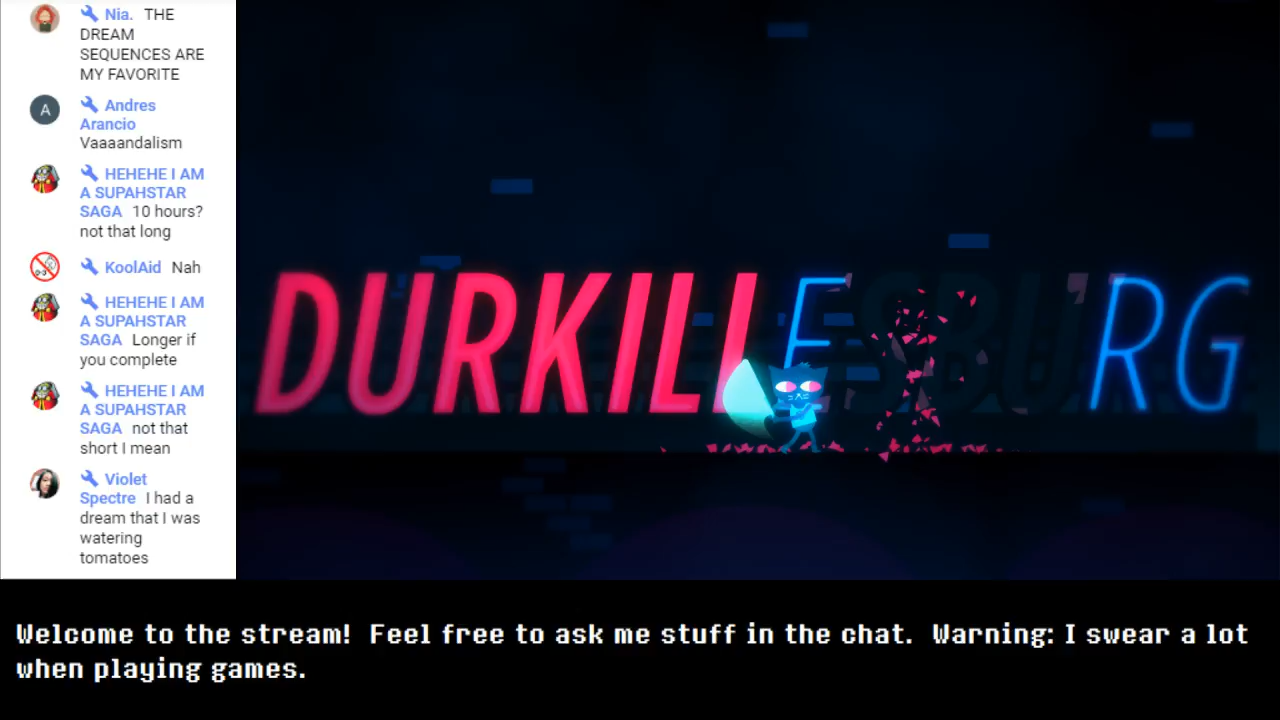 Nia. THE
DREAM
SEQUENCES ARE
MY FAVORITE
A
Andres
Arancio
Vaaaandalism
HEHEHE I AM
A SUPAHSTAR
SAGA 10 hours?
not that long
KoolAid Nah
HEHEHE I AM
A SUPAHSTAR
SAGA Longer if
you complete
HEHEHE I AM
A SUPAHSTAR
SAGA not that
short I mean
Violet
Spectre I had a
dream that I was
watering
tomatoes
DURKILLESBURG
Welcome to the stream! Feel free to ask me stuff in the chat. Warning: I swear a lot
when playing games.